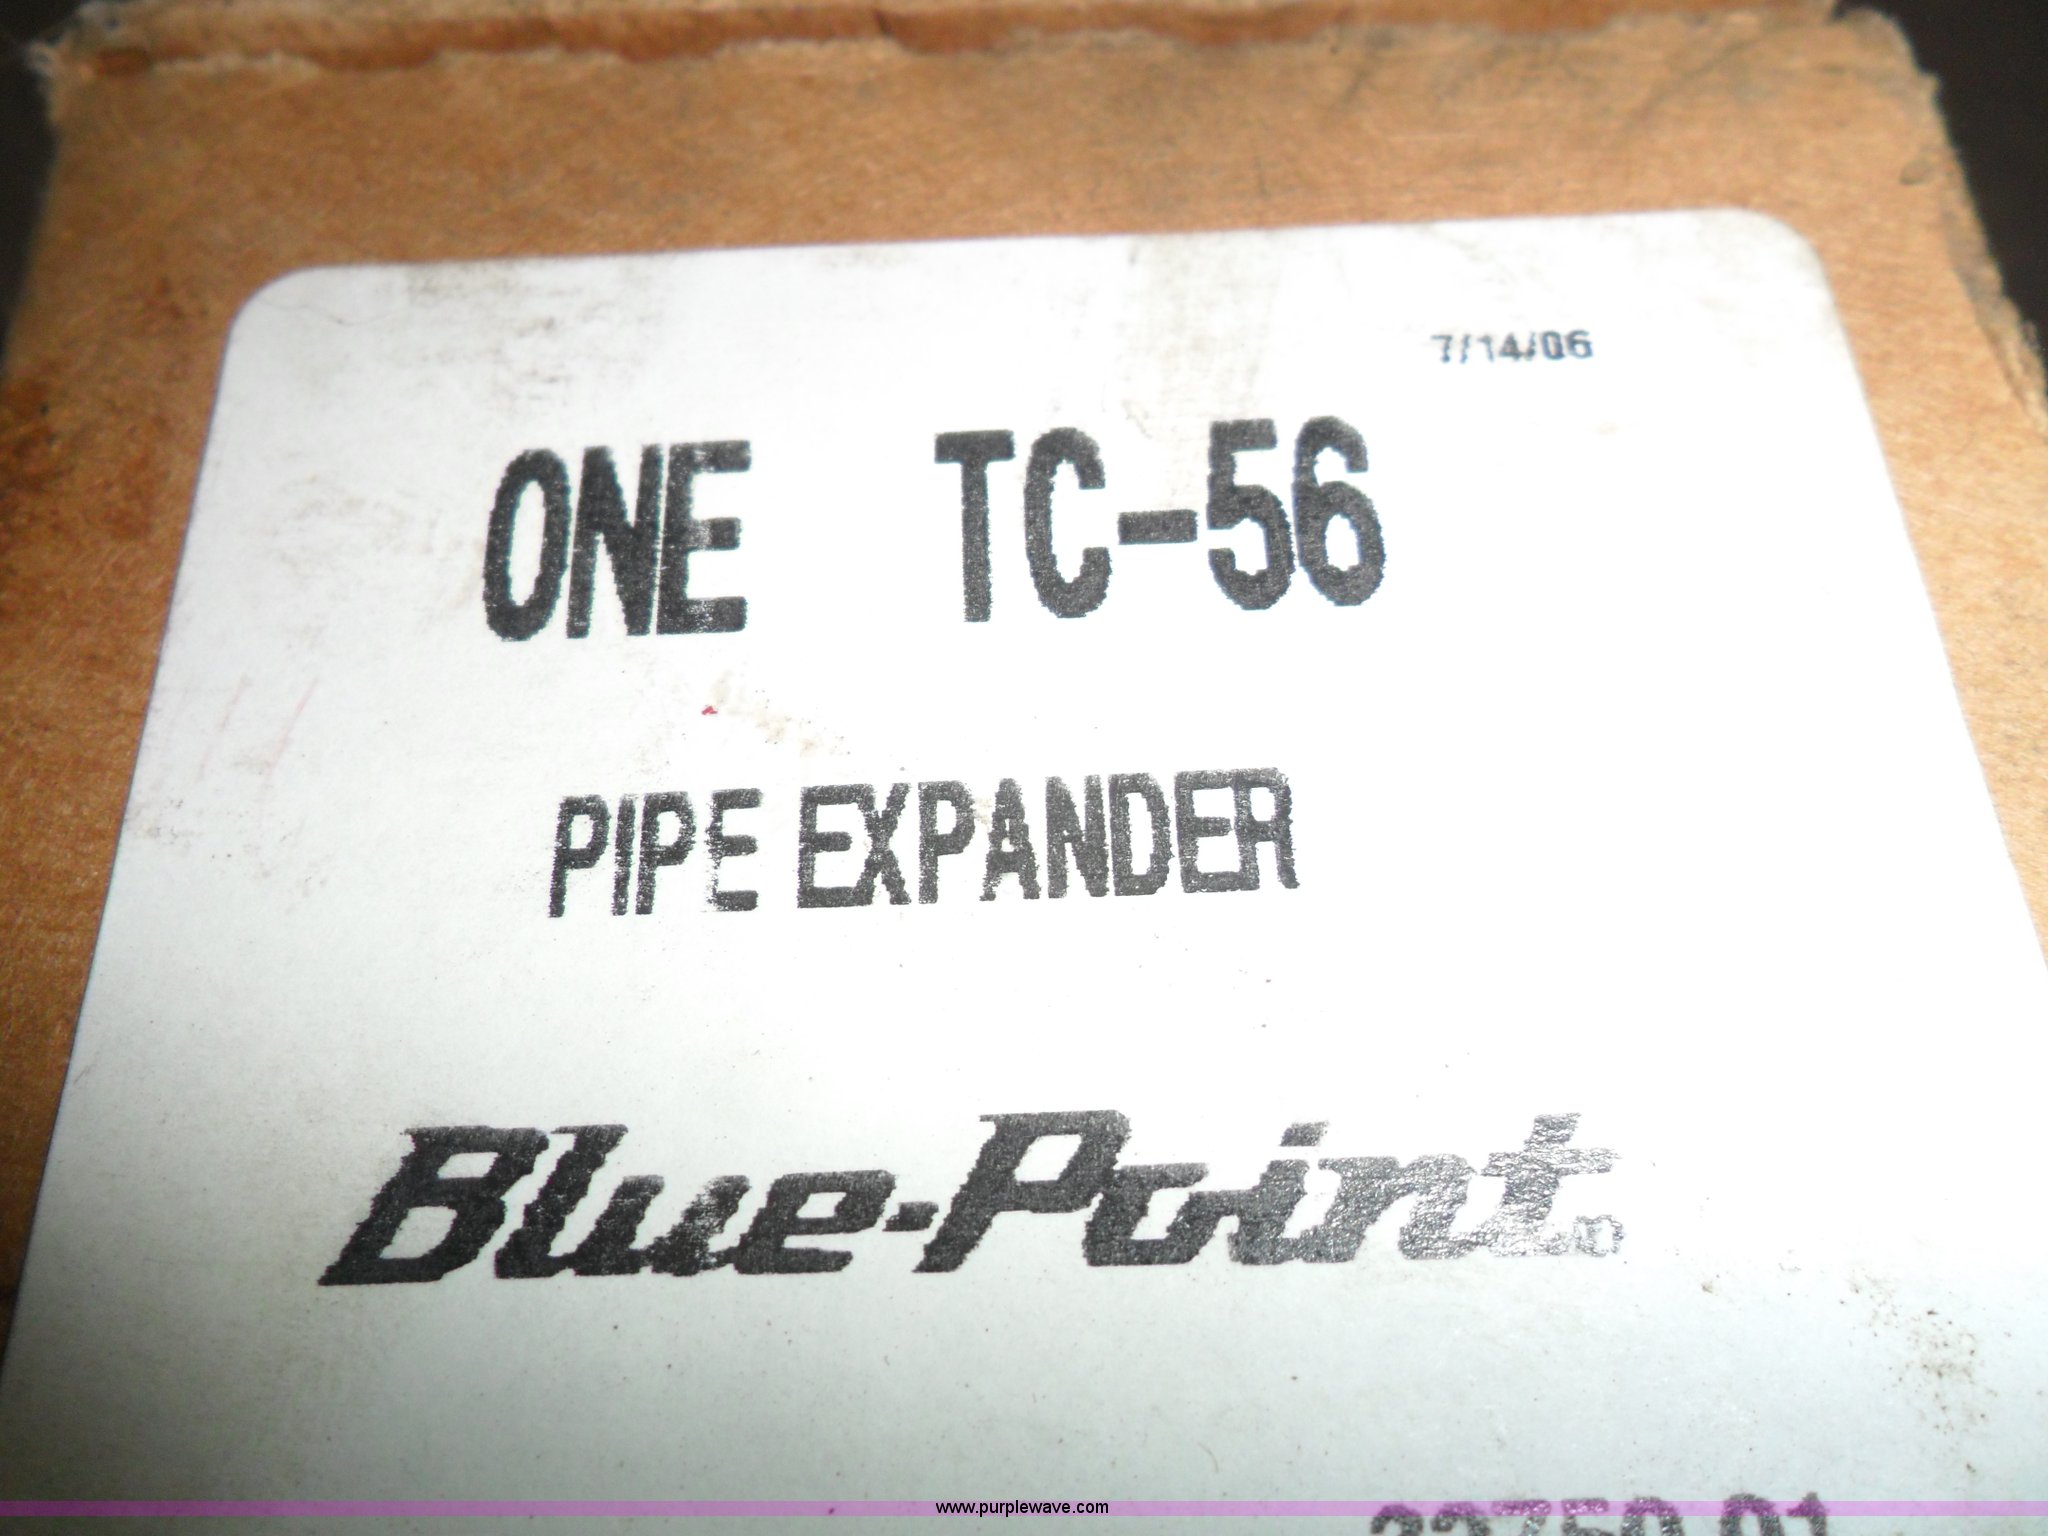 7/14/06
ONE TC-56
PIPE EXPANDER
Blue-Point
www.purplewave.com